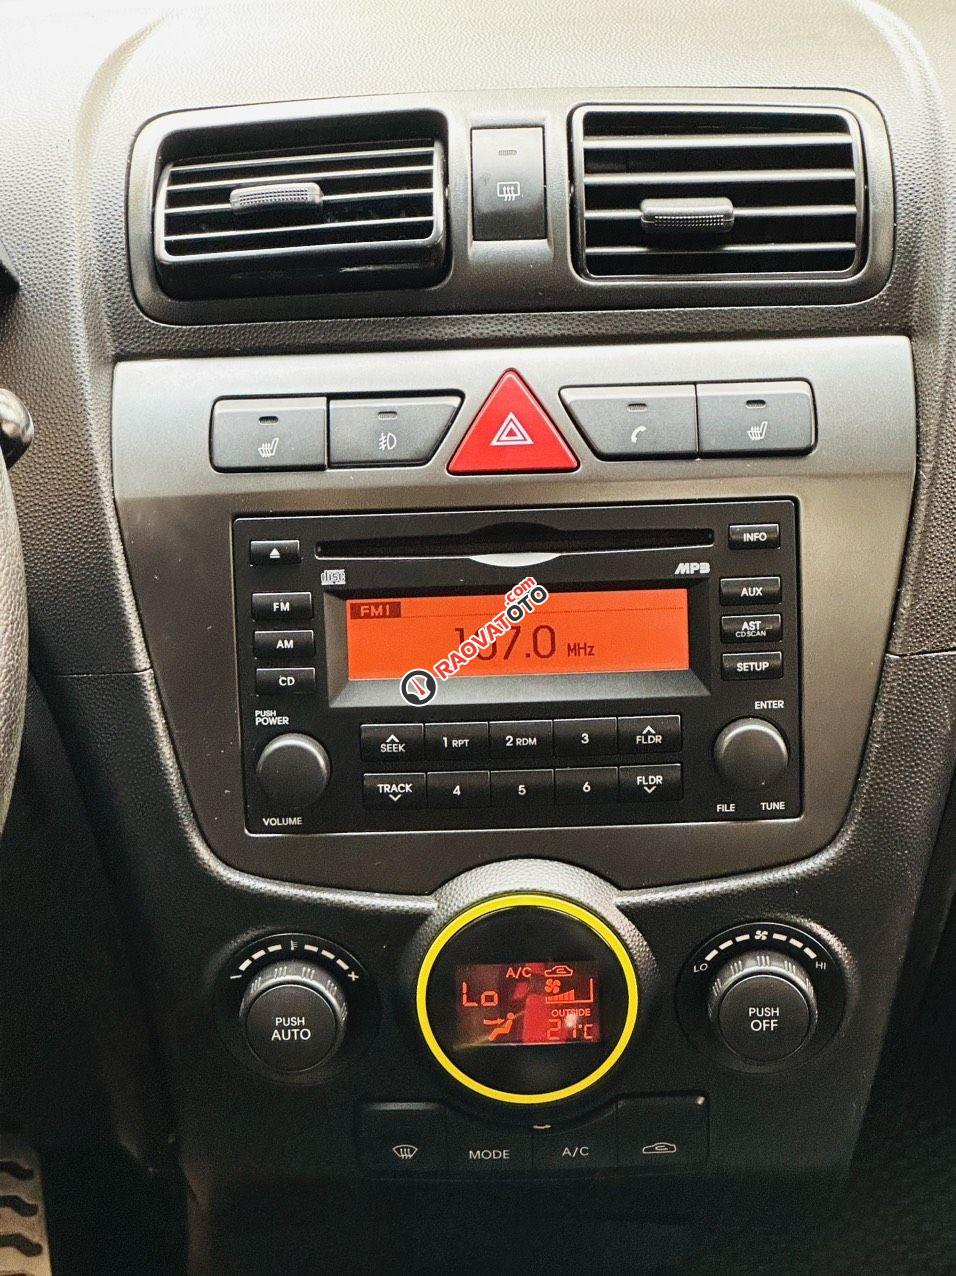 INFO
disc
MP3
FM
AUX
FM1
AM
AST
CD SCAN
RAOVATOTO
.com
7.0 MHz
CD
SETUP
PUSH
POWER
ENTER
SEEK
1 RPT
2 RDM
3
FLDR
TRACK
4
5
6
FLDR
VOLUME
FILE
TUNE
LO
HI
A/C
Lo
OUTSIDE
PUSH
AUTO
PUSH
OFF
MODE
A/C